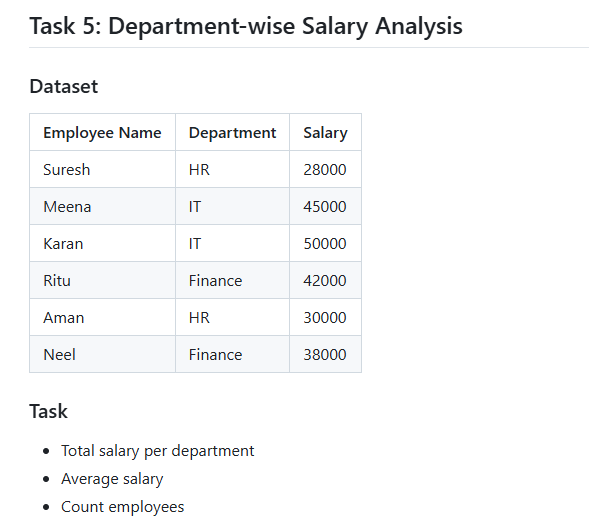 Task 5: Department-wise Salary Analysis
Dataset
Employee Name Department Salary
Suresh HR 28000
Meena IT 45000
Karan IT 50000
Ritu Finance 42000
Aman HR 30000
Neel Finance 38000
Task
Total salary per department
Average salary
Count employees